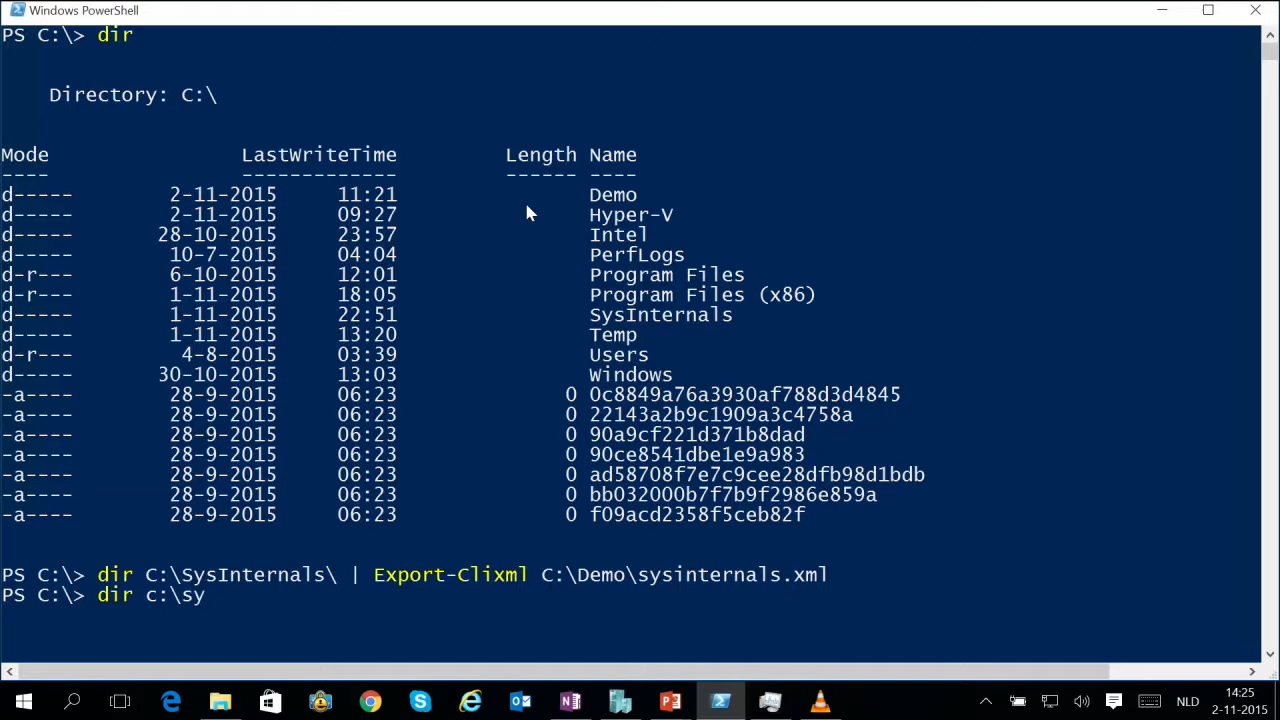 Windows PowerShell
PS C:\> dir
Directory: C:\
Mode LastWriteTime Length Name
---- ------------- ------ ----
d----- 2-11-2015 11:21 Demo
d----- 2-11-2015 09:27 Hyper-V
d----- 28-10-2015 23:57 Intel
d----- 10-7-2015 04:04 PerfLogs
d-r--- 6-10-2015 12:01 Program Files
d-r--- 1-11-2015 18:05 Program Files (x86)
d----- 1-11-2015 22:51 SysInternals
d----- 1-11-2015 13:20 Temp
d-r--- 4-8-2015 03:39 Users
d----- 30-10-2015 13:03 Windows
-a---- 28-9-2015 06:23 0 0c8849a76a3930af788d3d4845
-a---- 28-9-2015 06:23 0 22143a2b9c1909a3c4758a
-a---- 28-9-2015 06:23 0 90a9cf221d371b8dad
-a---- 28-9-2015 06:23 0 90ce8541dbe1e9a983
-a---- 28-9-2015 06:23 0 ad58708f7e7c9cee28dfb98d1bdb
-a---- 28-9-2015 06:23 0 bb032000b7f7b9f2986e859a
-a---- 28-9-2015 06:23 0 f09acd2358f5ceb82f
PS C:\> dir C:\SysInternals\ | Export-Clixml C:\Demo\sysinternals.xml
PS C:\> dir c:\sy
NLD
14:25
2-11-2015